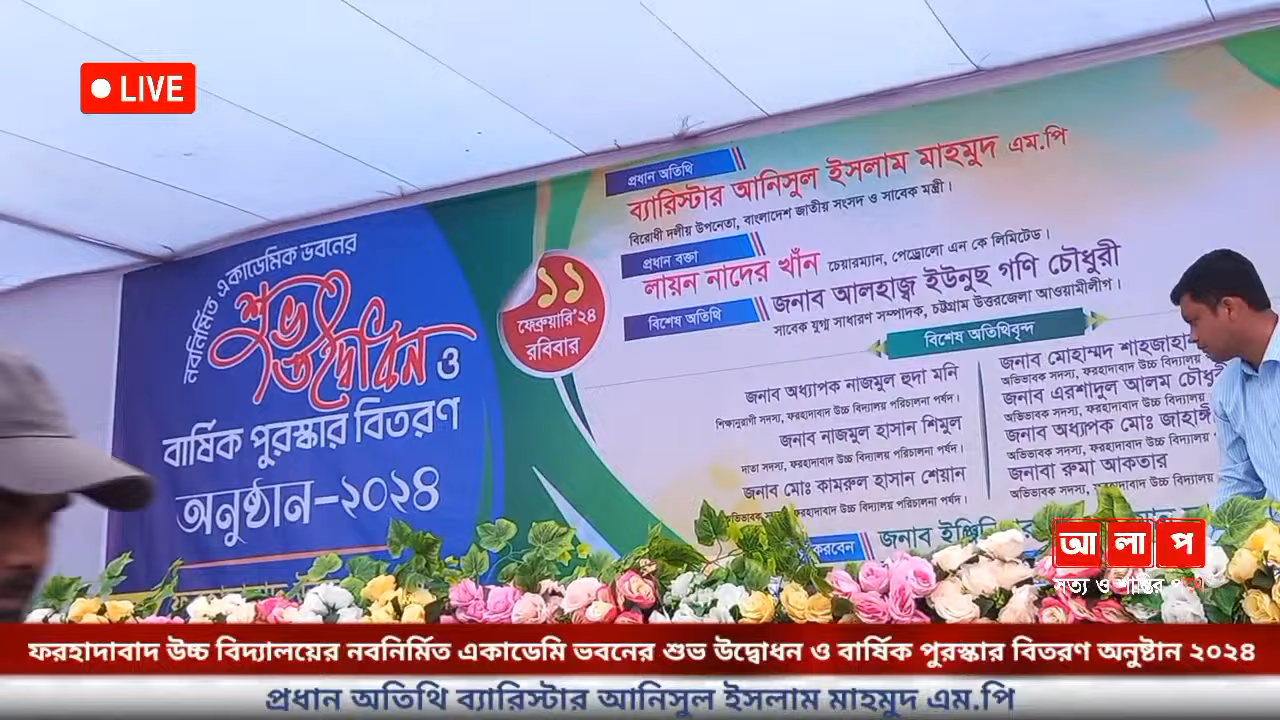 LIVE
নবনির্মিত একাডেমিক ভবনের
শুভ
উদ্বোধন ও
বার্ষিক পুরস্কার বিতরণ
অনুষ্ঠান-২০২৪
১১
ফেব্রুয়ারি'২৪
রবিবার
প্রধান অতিথি
ব্যারিস্টার আনিসুল ইসলাম মাহমুদ এম.পি
বিরোধী দলীয় উপনেতা, বাংলাদেশ জাতীয় সংসদ ও সাবেক মন্ত্রী।
প্রধান বক্তা
লায়ন নাদের খাঁন চেয়ারম্যান, পেড্রোলো এন কে লিমিটেড।
বিশেষ অতিথি
জনাব আলহাজ্ব ইউনুছ গণি চৌধুরী
সাবেক যুগ্ম সাধারণ সম্পাদক, চট্টগ্রাম উত্তরজেলা আওয়ামীলীগ।
বিশেষ অতিথিবৃন্দ
জনাব অধ্যাপক নাজমুল হুদা মনি
শিক্ষানুরাগী সদস্য, ফরহাদাবাদ উচ্চ বিদ্যালয় পরিচালনা পর্ষদ।
জনাব নাজমুল হাসান শিমুল
দাতা সদস্য, ফরহাদাবাদ উচ্চ বিদ্যালয় পরিচালনা পর্ষদ।
জনাব মোঃ কামরুল হাসান শেয়ান
অভিভাবক সদস্য, ফরহাদাবাদ উচ্চ বিদ্যালয় পরিচালনা পর্ষদ।
জনাব মোহাম্মদ শাহজাহান
অভিভাবক সদস্য, ফরহাদাবাদ উচ্চ বিদ্যালয়
জনাব এরশাদুল আলম চৌধু
অভিভাবক সদস্য, ফরহাদাবাদ উচ্চ বিদ্যালয়
জনাব অধ্যাপক মোঃ জাহাঙ্গী
অভিভাবক সদস্য, ফরহাদাবাদ উচ্চ বিদ্যালয়
জনাবা রুমা আকতার
অভিভাবক সদস্য, ফরহাদাবাদ উচ্চ বিদ্যালয়
করবেন
জনাব
আলাপ
সত্য ও শান্তির
ফরহাদাবাদ উচ্চ বিদ্যালয়ের নবনির্মিত একাডেমি ভবনের শুভ উদ্বোধন ও বার্ষিক পুরস্কার বিতরণ অনুষ্টান ২০২৪
প্রধান অতিথি ব্যারিস্টার আনিসুল ইসলাম মাহমুদ এম.পি